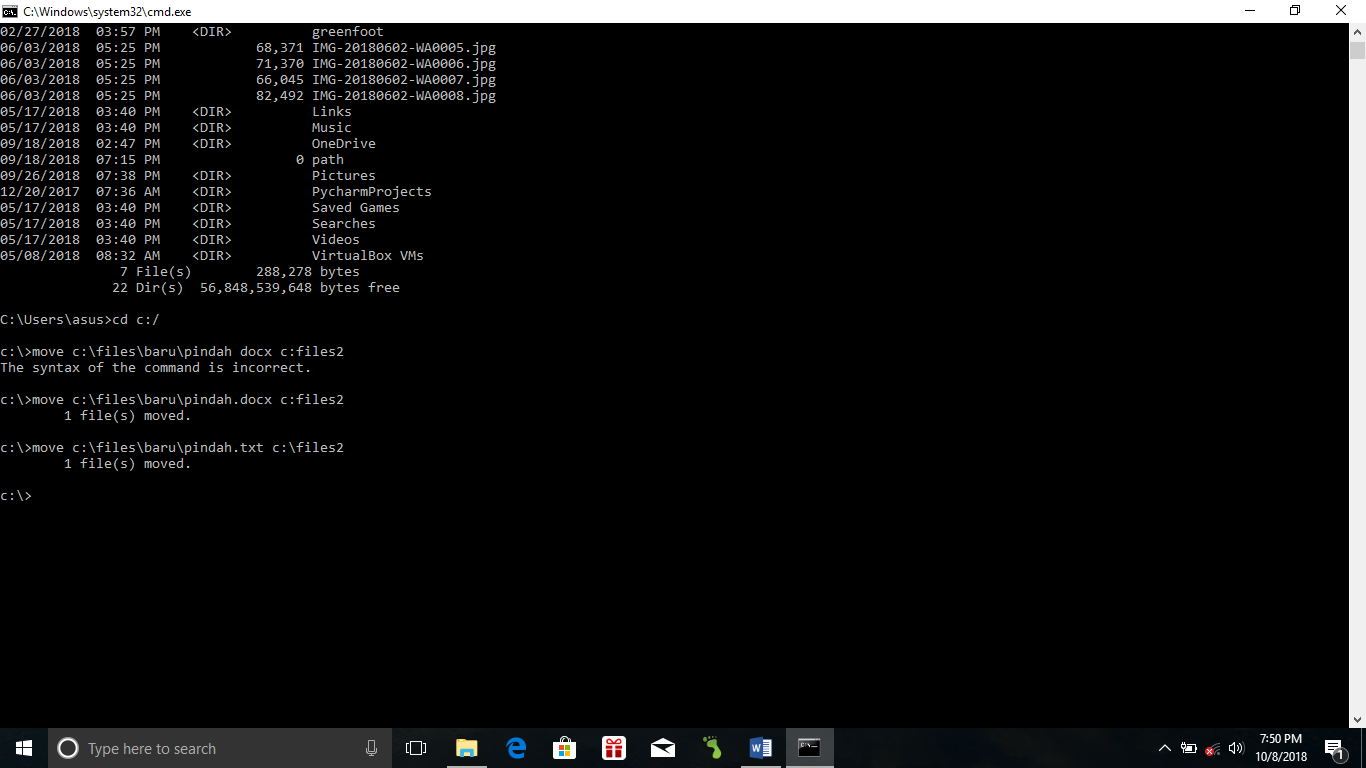 C:\Windows\system32\cmd.exe
02/27/2018  03:57 PM    <DIR>          greenfoot
06/03/2018  05:25 PM            68,371 IMG-20180602-WA0005.jpg
06/03/2018  05:25 PM            71,370 IMG-20180602-WA0006.jpg
06/03/2018  05:25 PM            66,045 IMG-20180602-WA0007.jpg
06/03/2018  05:25 PM            82,492 IMG-20180602-WA0008.jpg
05/17/2018  03:40 PM    <DIR>          Links
05/17/2018  03:40 PM    <DIR>          Music
09/18/2018  02:47 PM    <DIR>          OneDrive
09/18/2018  07:15 PM                 0 path
09/26/2018  07:38 PM    <DIR>          Pictures
12/20/2017  07:36 AM    <DIR>          PycharmProjects
05/17/2018  03:40 PM    <DIR>          Saved Games
05/17/2018  03:40 PM    <DIR>          Searches
05/17/2018  03:40 PM    <DIR>          Videos
05/08/2018  08:32 AM    <DIR>          VirtualBox VMs
               7 File(s)        288,278 bytes
              22 Dir(s)  56,848,539,648 bytes free
C:\Users\asus>cd c:/
c:\>move c:\files\baru\pindah docx c:files2
The syntax of the command is incorrect.
c:\>move c:\files\baru\pindah.docx c:files2
        1 file(s) moved.
c:\>move c:\files\baru\pindah.txt c:\files2
        1 file(s) moved.
c:\>
Type here to search
7:50 PM
10/8/2018
1